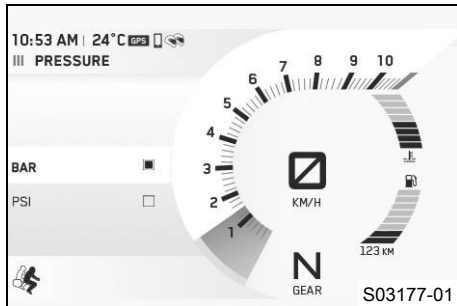 10:53 AM | 24°C GPS
PRESSURE
BAR
PSI
1
2
3
4
5
6
7
8
9
10
0
KM/H
N
GEAR
123 KM
S03177-01